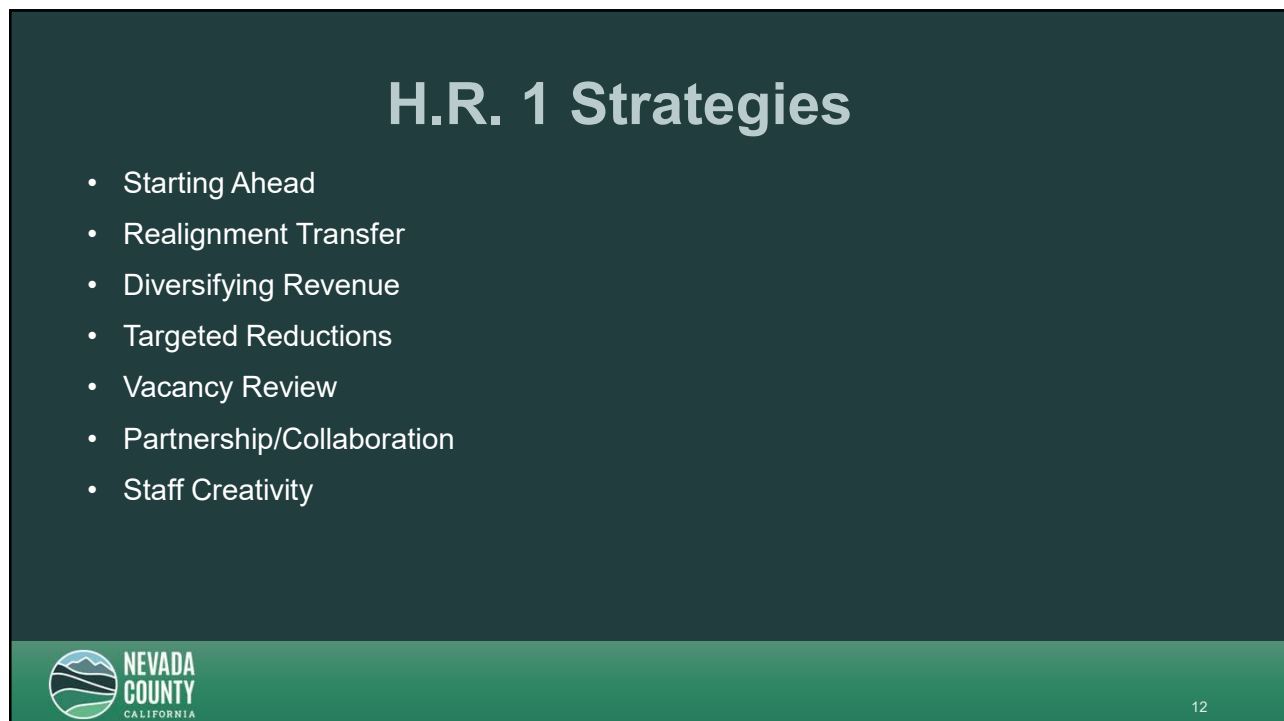 H.R. 1 Strategies
• Starting Ahead
• Realignment Transfer
• Diversifying Revenue
• Targeted Reductions
• Vacancy Review
• Partnership/Collaboration
• Staff Creativity
NEVADA
COUNTY
CALIFORNIA
12